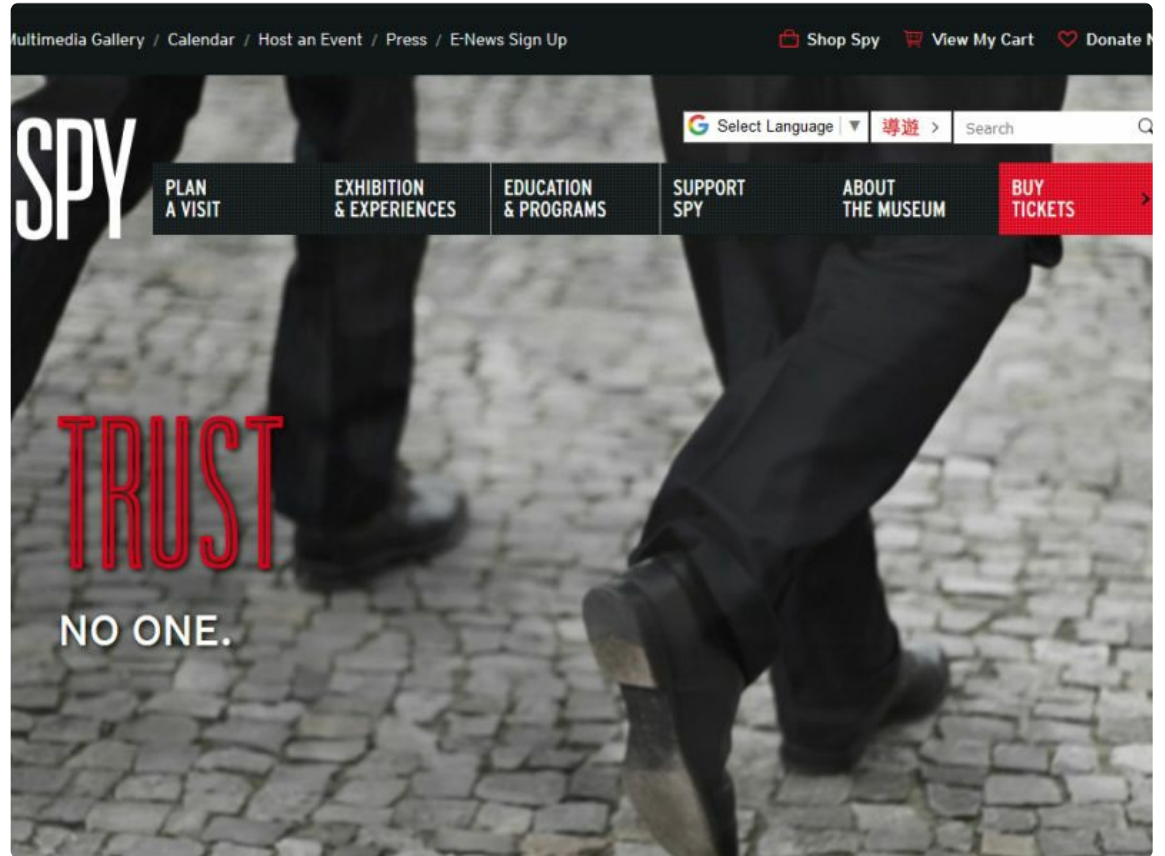 Multimedia Gallery / Calendar / Host an Event / Press / E-News Sign Up
Shop Spy View My Cart Donate
Select Language ▼ 導遊 > Search
SPY
PLAN
A VISIT
EXHIBITION
& EXPERIENCES
EDUCATION
& PROGRAMS
SUPPORT
SPY
ABOUT
THE MUSEUM
BUY
TICKETS >
TRUST
NO ONE.